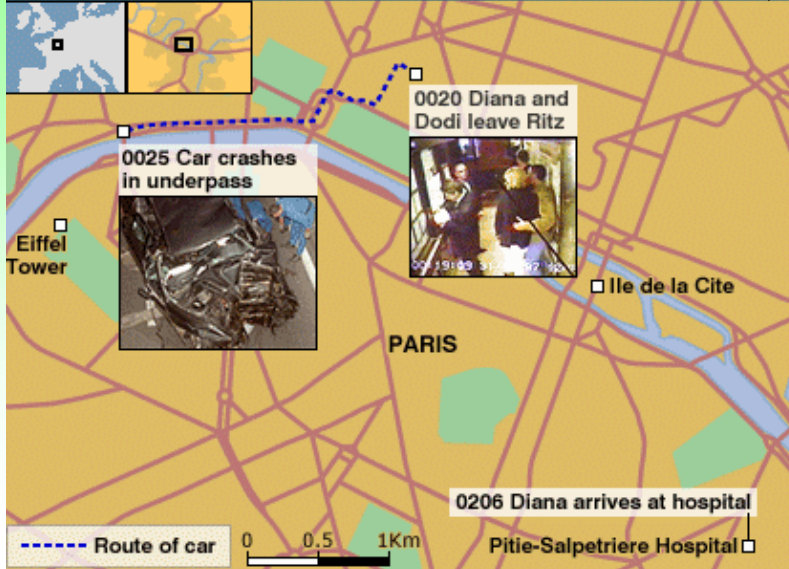 0020 Diana and
Dodi leave Ritz
0025 Car crashes
in underpass
Eiffel
Tower
Ile de la Cite
PARIS
0206 Diana arrives at hospital
Pitie-Salpetriere Hospital
Route of car
0 0.5 1Km